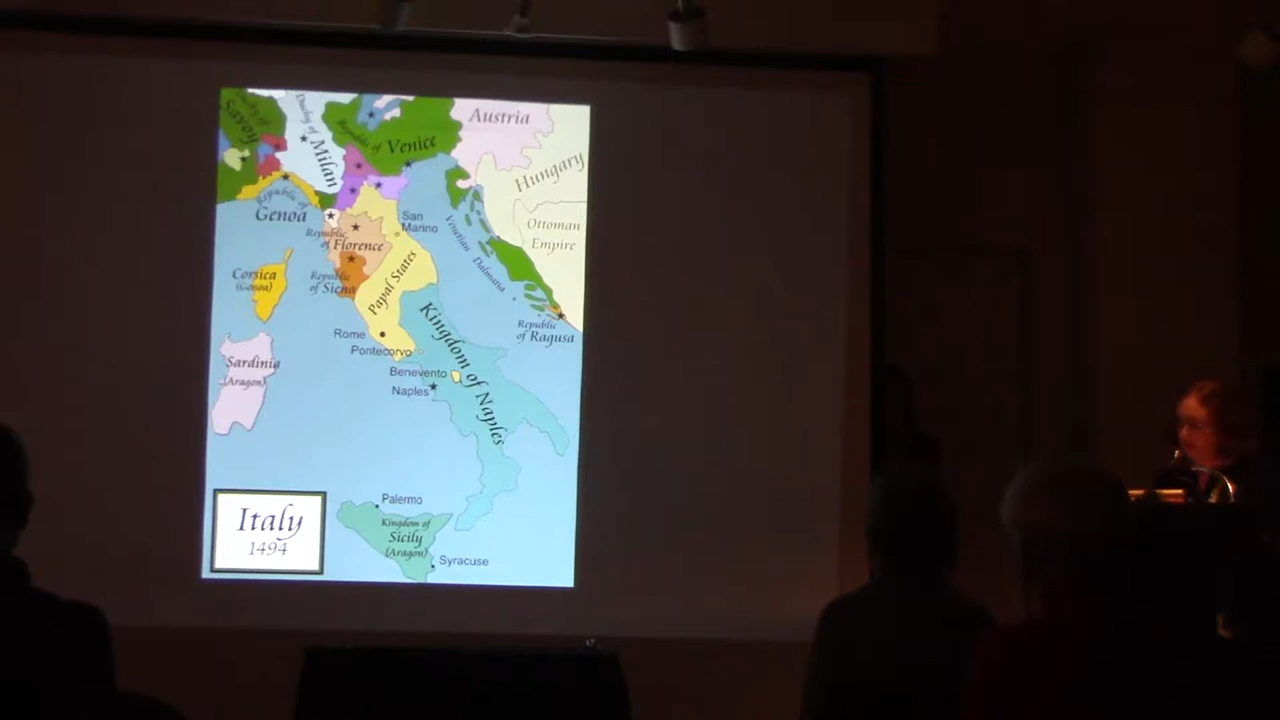 Duchy of
Savoy
Duchy of
Milan
Republic of
Venice
Austria
Hungary
Ottoman
Empire
Republic of
Genoa
San
Marino
Republic
of Florence
Venetian Dalmatia
Corsica
(Genoa)
Republic
of Siena
Papal States
Republic
of Ragusa
Rome
Pontecorvo
Kingdom of Naples
Sardinia
(Aragon)
Benevento
Naples
Palermo
Kingdom of
Sicily
(Aragon)
Syracuse
Italy
1494